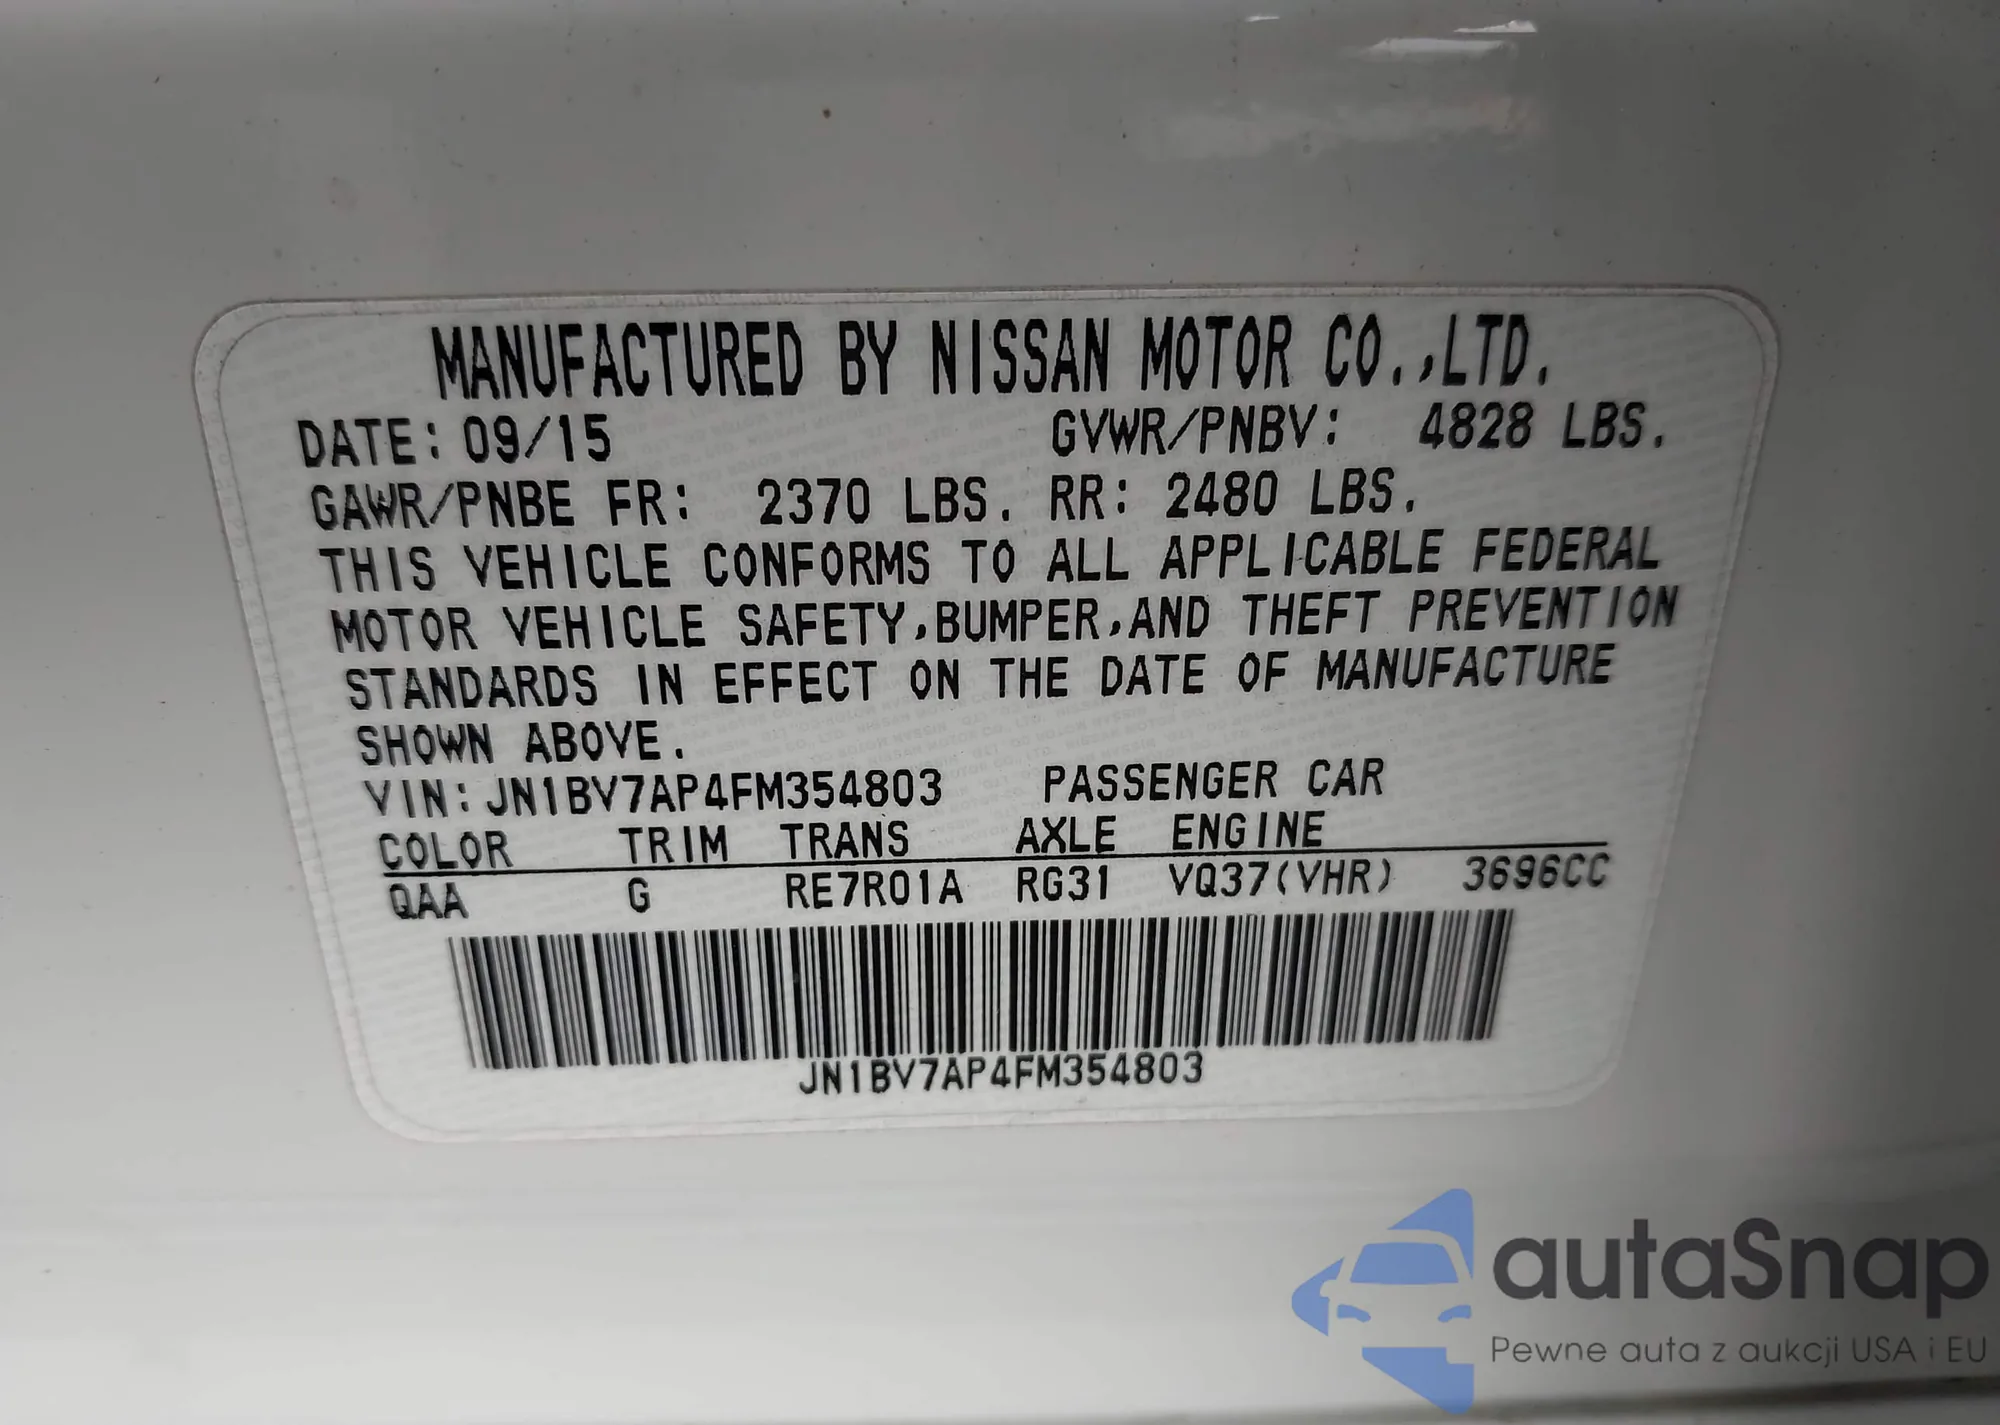 MANUFACTURED BY NISSAN MOTOR CO.,LTD.
DATE: 09/15 GVWR/PNBV: 4828 LBS.
GAWR/PNBE FR: 2370 LBS. RR: 2480 LBS.
THIS VEHICLE CONFORMS TO ALL APPLICABLE FEDERAL
MOTOR VEHICLE SAFETY,BUMPER,AND THEFT PREVENTION
STANDARDS IN EFFECT ON THE DATE OF MANUFACTURE
SHOWN ABOVE.
VIN: JN1BV7AP4FM354803 PASSENGER CAR
COLOR TRIM TRANS AXLE ENGINE
QAA G RE7R01A RG31 VQ37(VHR) 3696CC
JN1BV7AP4FM354803
autaSnap
Pewne auta z aukcji USA i EU